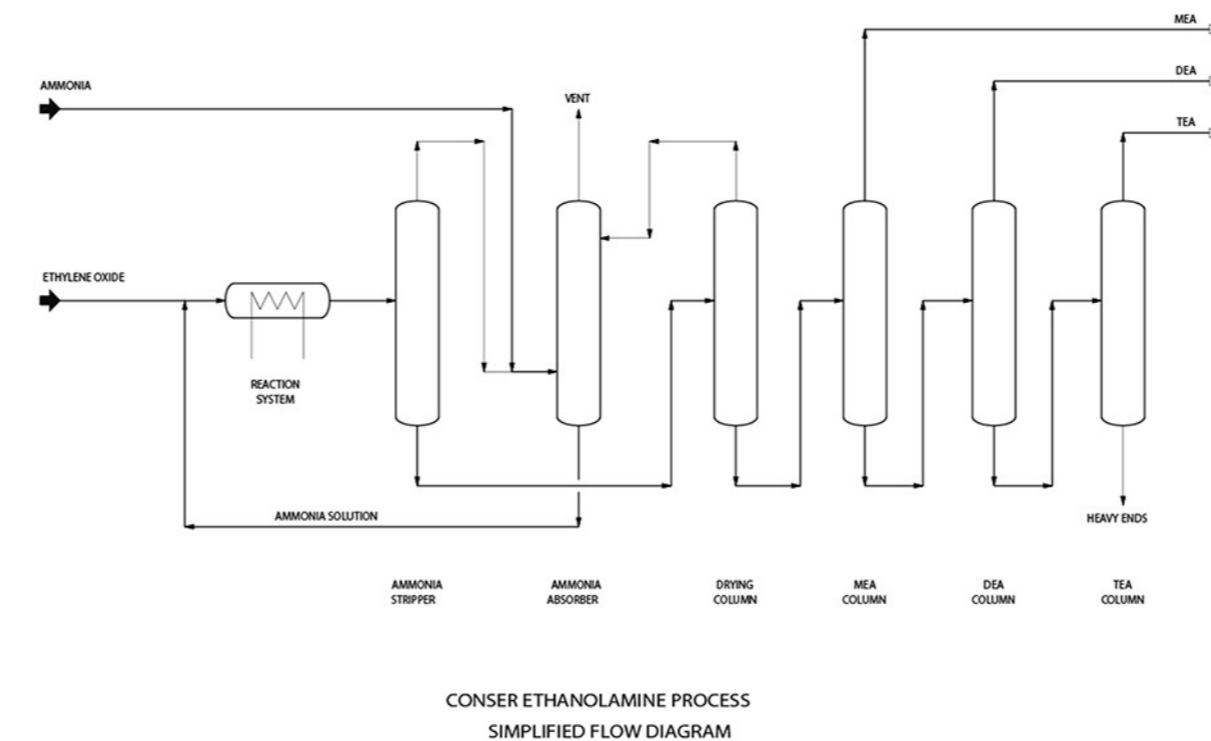 MEA
DEA
AMMONIA
VENT
TEA
ETHYLENE OXIDE
REACTION
SYSTEM
AMMONIA SOLUTION
HEAVY ENDS
AMMONIA
STRIPPER
AMMONIA
ABSORBER
DRYING
COLUMN
MEA
COLUMN
DEA
COLUMN
TEA
COLUMN
CONSER ETHANOLAMINE PROCESS
SIMPLIFIED FLOW DIAGRAM